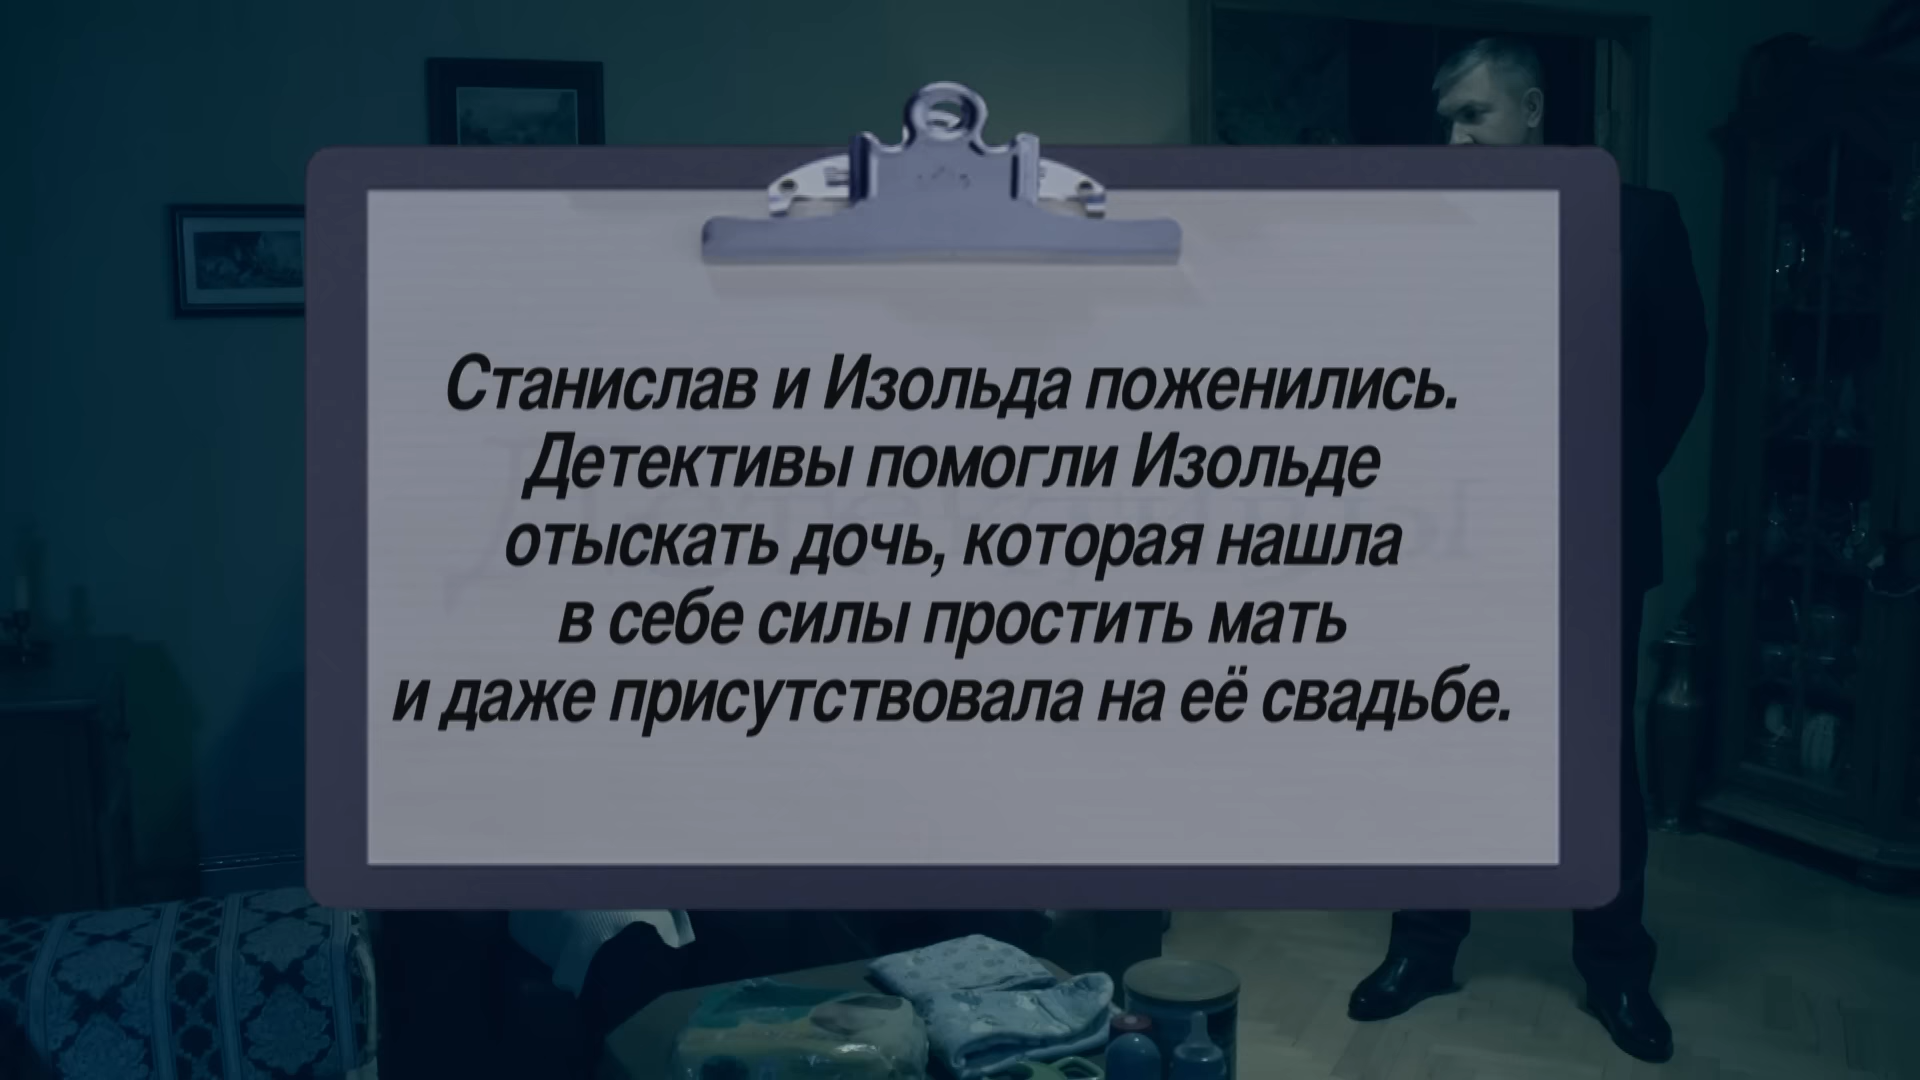 Станислав и Изольда поженились.
Детективы помогли Изольде
отыскать дочь, которая нашла
в себе силы простить мать
и даже присутствовала на её свадьбе.